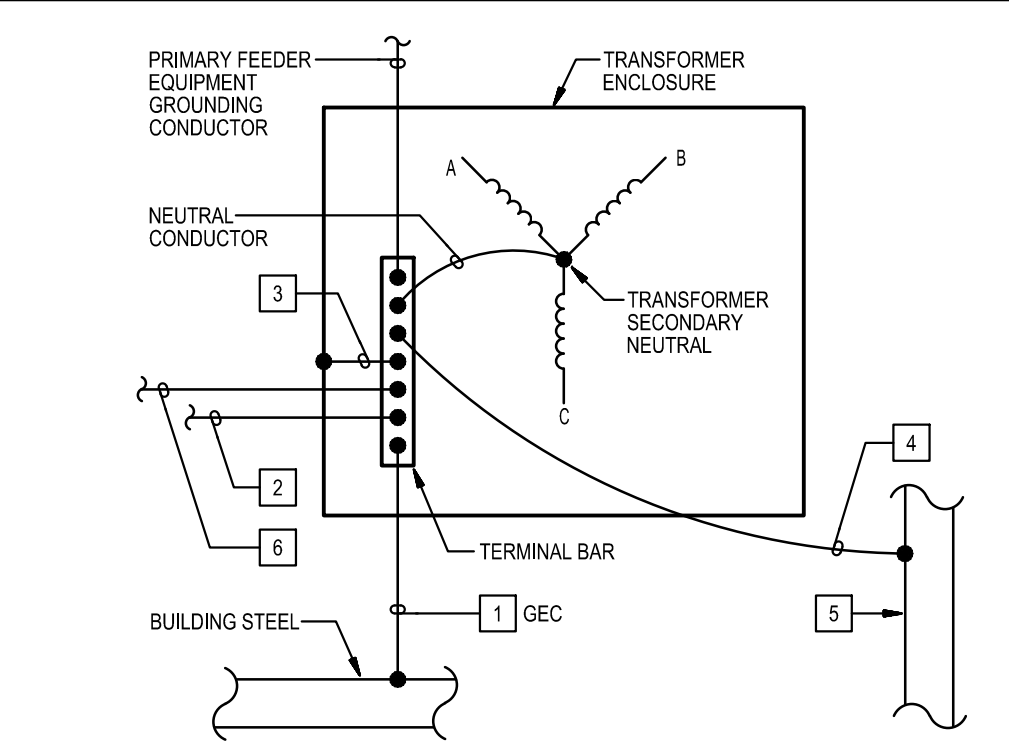 PRIMARY FEEDER
EQUIPMENT
GROUNDING
CONDUCTOR
TRANSFORMER
ENCLOSURE
A
B
NEUTRAL
CONDUCTOR
3
TRANSFORMER
SECONDARY
NEUTRAL
C
4
2
6
TERMINAL BAR
1 GEC
5
BUILDING STEEL